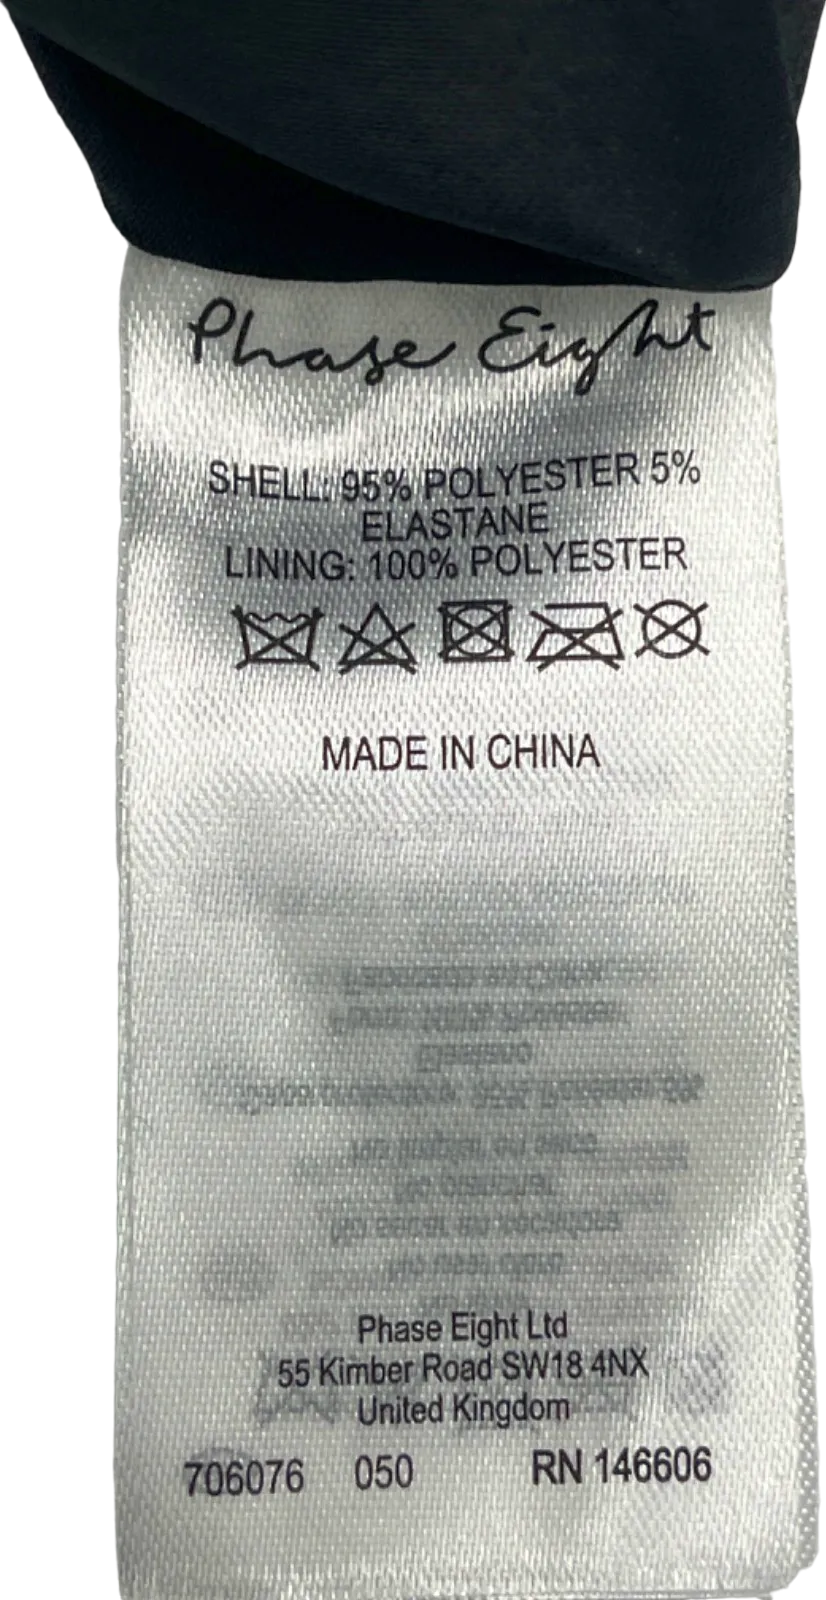 Phase Eight
SHELL: 95% POLYESTER 5%
ELASTANE
LINING: 100% POLYESTER
MADE IN CHINA
Phase Eight Ltd
55 Kimber Road SW18 4NX
United Kingdom
706076 050 RN 146606